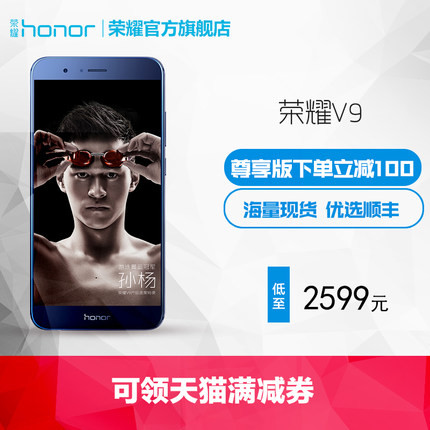 荣耀 honor | 荣耀官方旗舰店
荣耀V9
尊享版下单立减100
海量现货 优选顺丰
低至 2599元
孙杨
honor
可领天猫满减券